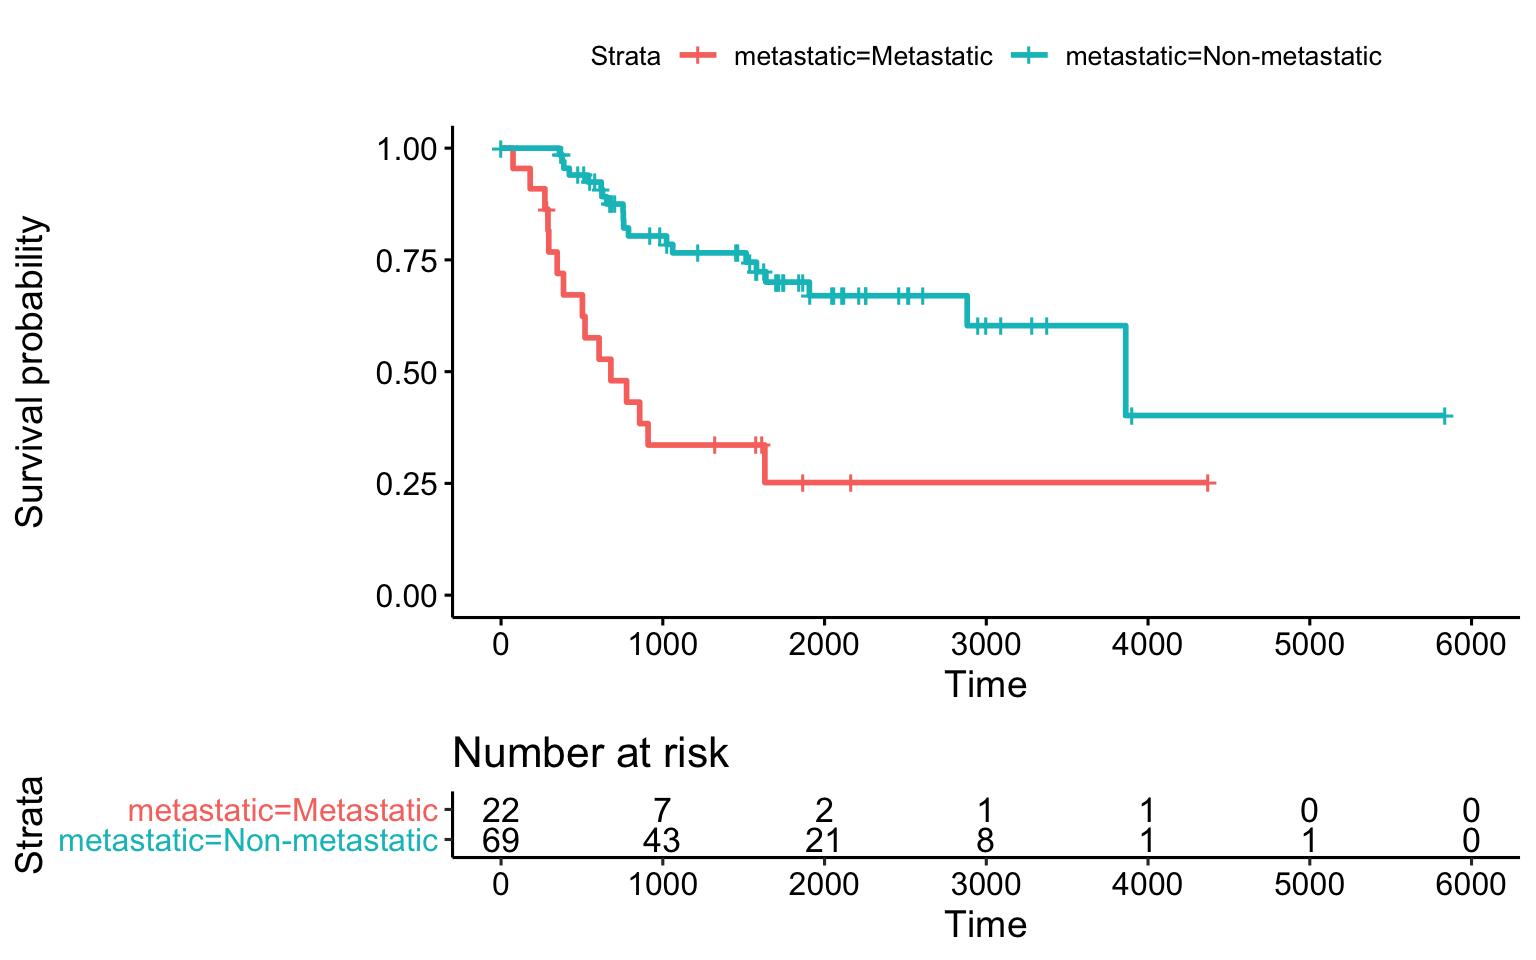 Strata metastatic=Metastatic metastatic=Non-metastatic
Survival probability
1.00
0.75
0.50
0.25
0.00
0 1000 2000 3000 4000 5000 6000
Time
Number at risk
Strata
metastatic=Metastatic 22 7 2 1 1 0 0
metastatic=Non-metastatic 69 43 21 8 1 1 0
0 1000 2000 3000 4000 5000 6000
Time